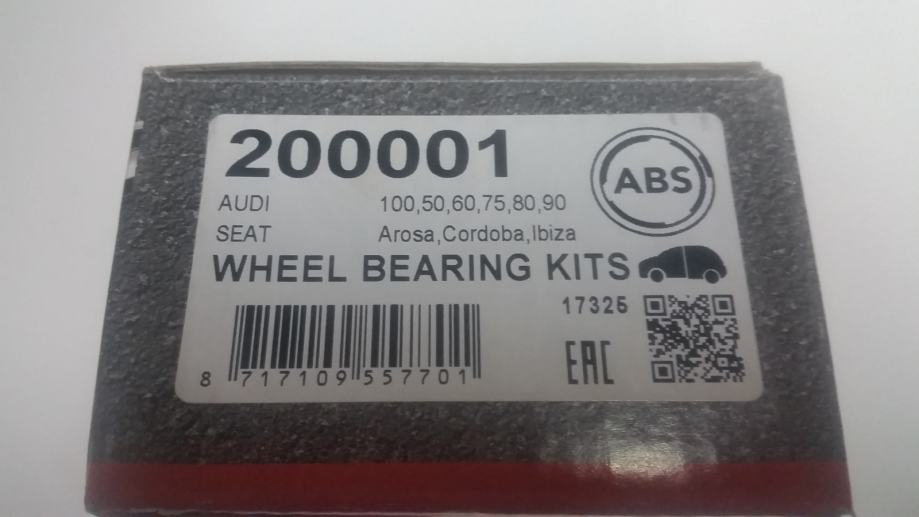 200001
ABS
AUDI 100,50,60,75,80,90
SEAT Arosa,Cordoba,Ibiza
WHEEL BEARING KITS
17325
EAC
8 717109 557701